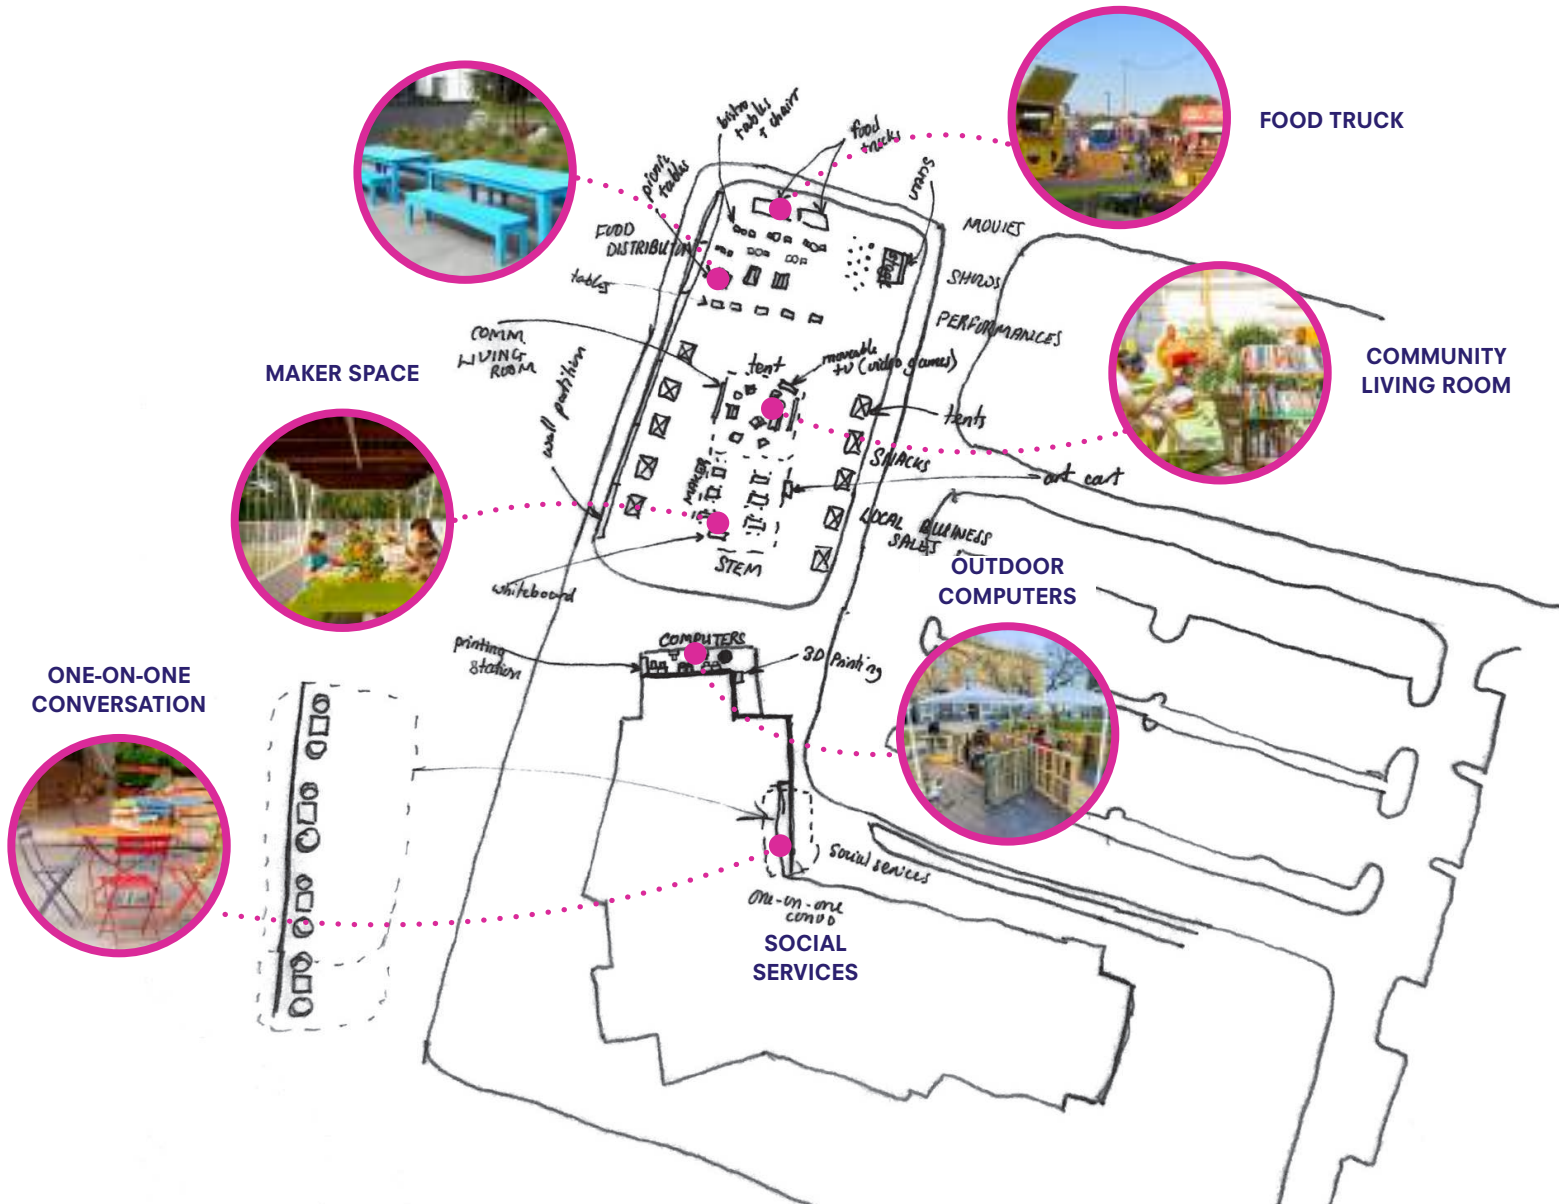 FOOD TRUCK
bistro
tables
+ chairs
food
trucks
screen
picnic
tables
MOVIES
FOOD
DISTRIBUTION
stage
SHOWS
tables
PERFORMANCES
COMM
LIVING
ROOM
tent
movable
tv (video games)
COMMUNITY
LIVING ROOM
MAKER SPACE
wall partition
tents
SNACKS
MAKER
art cart
LOCAL BUSINESS
SALES
STEM
OUTDOOR
COMPUTERS
whiteboard
COMPUTERS
printing
station
3D Printing
ONE-ON-ONE
CONVERSATION
social services
one-on-one
convo
SOCIAL
SERVICES